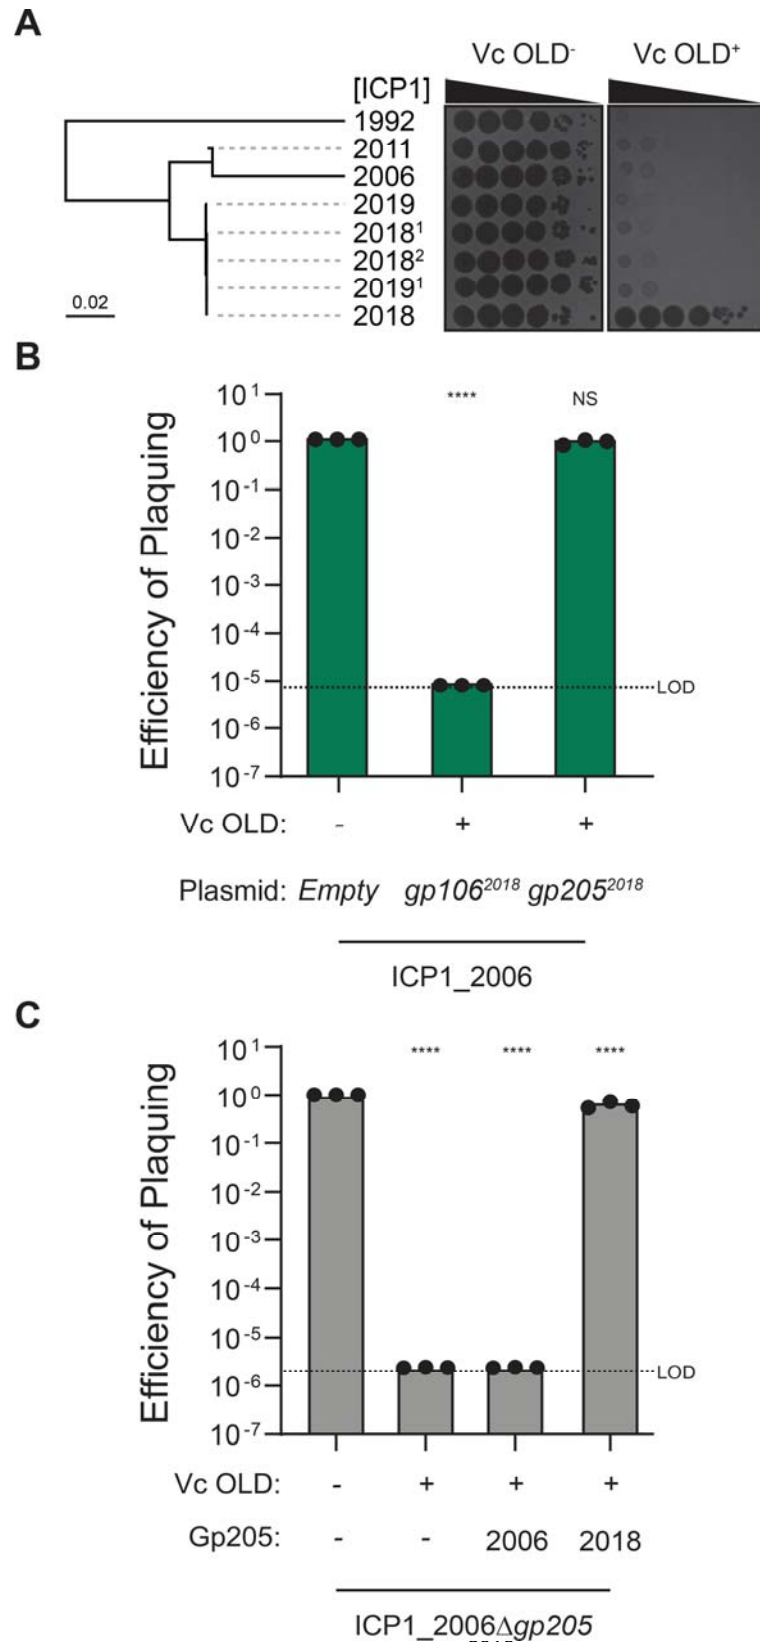 A
Vc OLD⁻ Vc OLD⁺
[ICP1]
1992
2011
2006
2019
2018¹
2018²
2019¹
2018
0.02
B
Efficiency of Plaquing
10¹
10⁰
10⁻¹
10⁻²
10⁻³
10⁻⁴
10⁻⁵
10⁻⁶
10⁻⁷
**** NS
LOD
Vc OLD: - + +
Plasmid: Empty gp106²⁰¹⁸ gp205²⁰¹⁸
ICP1_2006
C
Efficiency of Plaquing
10¹
10⁰
10⁻¹
10⁻²
10⁻³
10⁻⁴
10⁻⁵
10⁻⁶
10⁻⁷
**** **** ****
LOD
Vc OLD: - + + +
Gp205: - - 2006 2018
ICP1_2006Δgp205